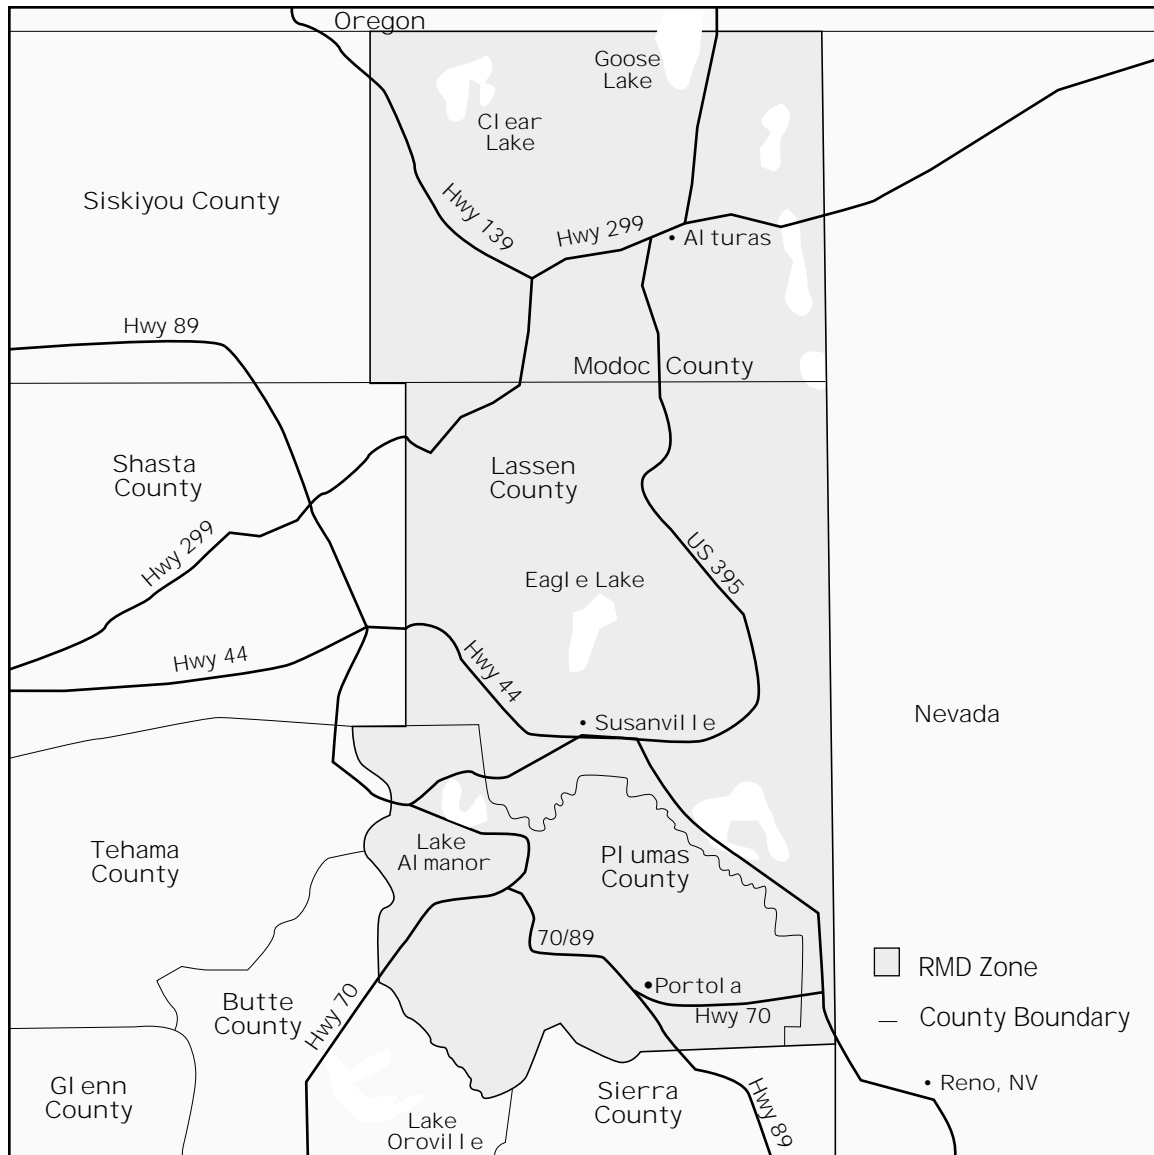 Oregon
Goose
Lake
Clear
Lake
Siskiyou County
Hwy 139
Hwy 299
Alturas
Hwy 89
Modoc County
Shasta
County
Lassen
County
Hwy 299
US 395
Eagle Lake
Hwy 44
Hwy 44
Susanville
Nevada
Lake
Almanor
Tehama
County
Plumas
County
70/89
RMD Zone
Portola
Hwy 70
Butte
County
Hwy 70
County Boundary
Glenn
County
Sierra
County
Reno, NV
Hwy 89
Lake
Oroville